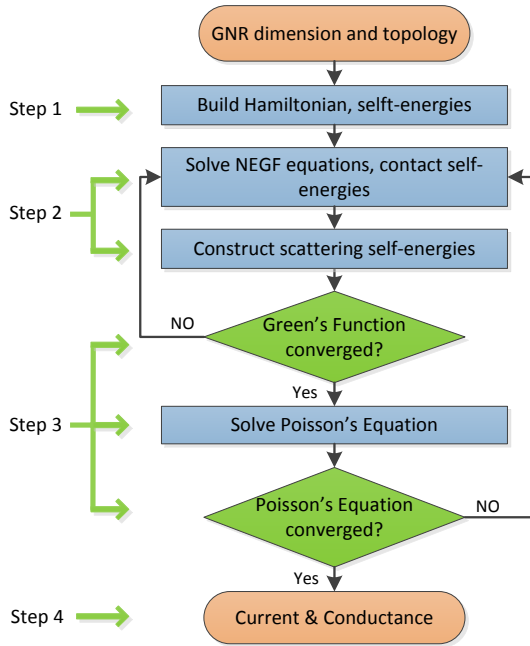 GNR dimension and topology
Step 1
Build Hamiltonian, selft-energies
Solve NEGF equations, contact self-
energies
Step 2
Construct scattering self-energies
NO
Green's Function
converged?
Yes
Step 3
Solve Poisson's Equation
Poisson's Equation
converged?
NO
Yes
Step 4
Current & Conductance